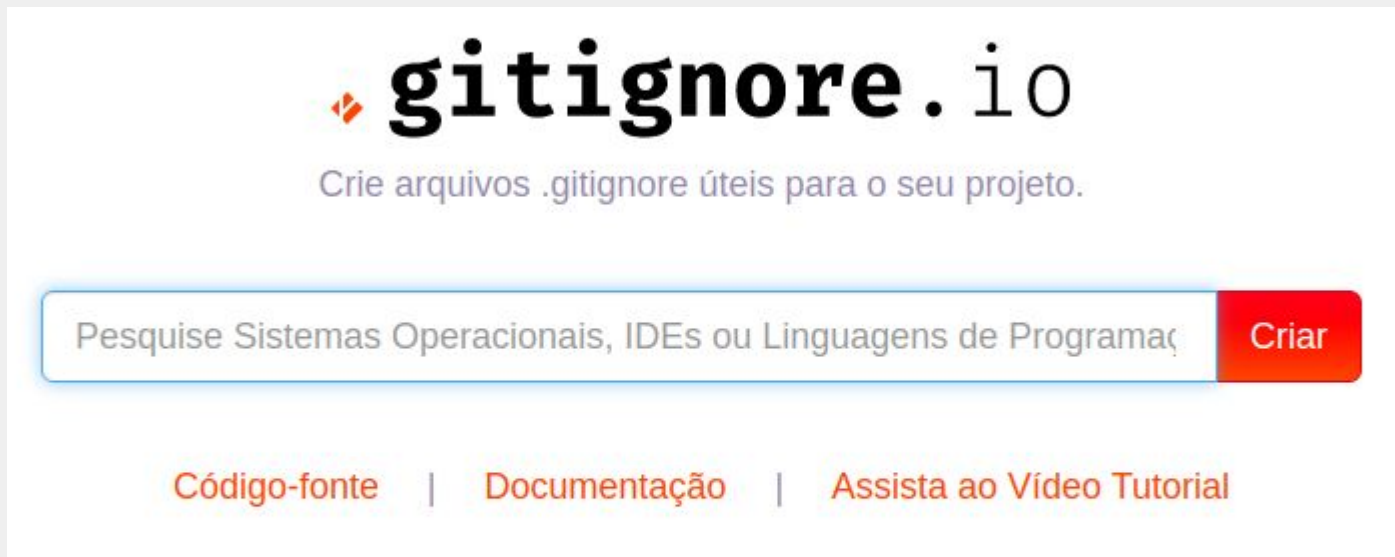 gitignore.io
Crie arquivos .gitignore úteis para o seu projeto.
Pesquise Sistemas Operacionais, IDEs ou Linguagens de
Criar
Código-fonte | Documentação | Assista ao Vídeo Tutorial